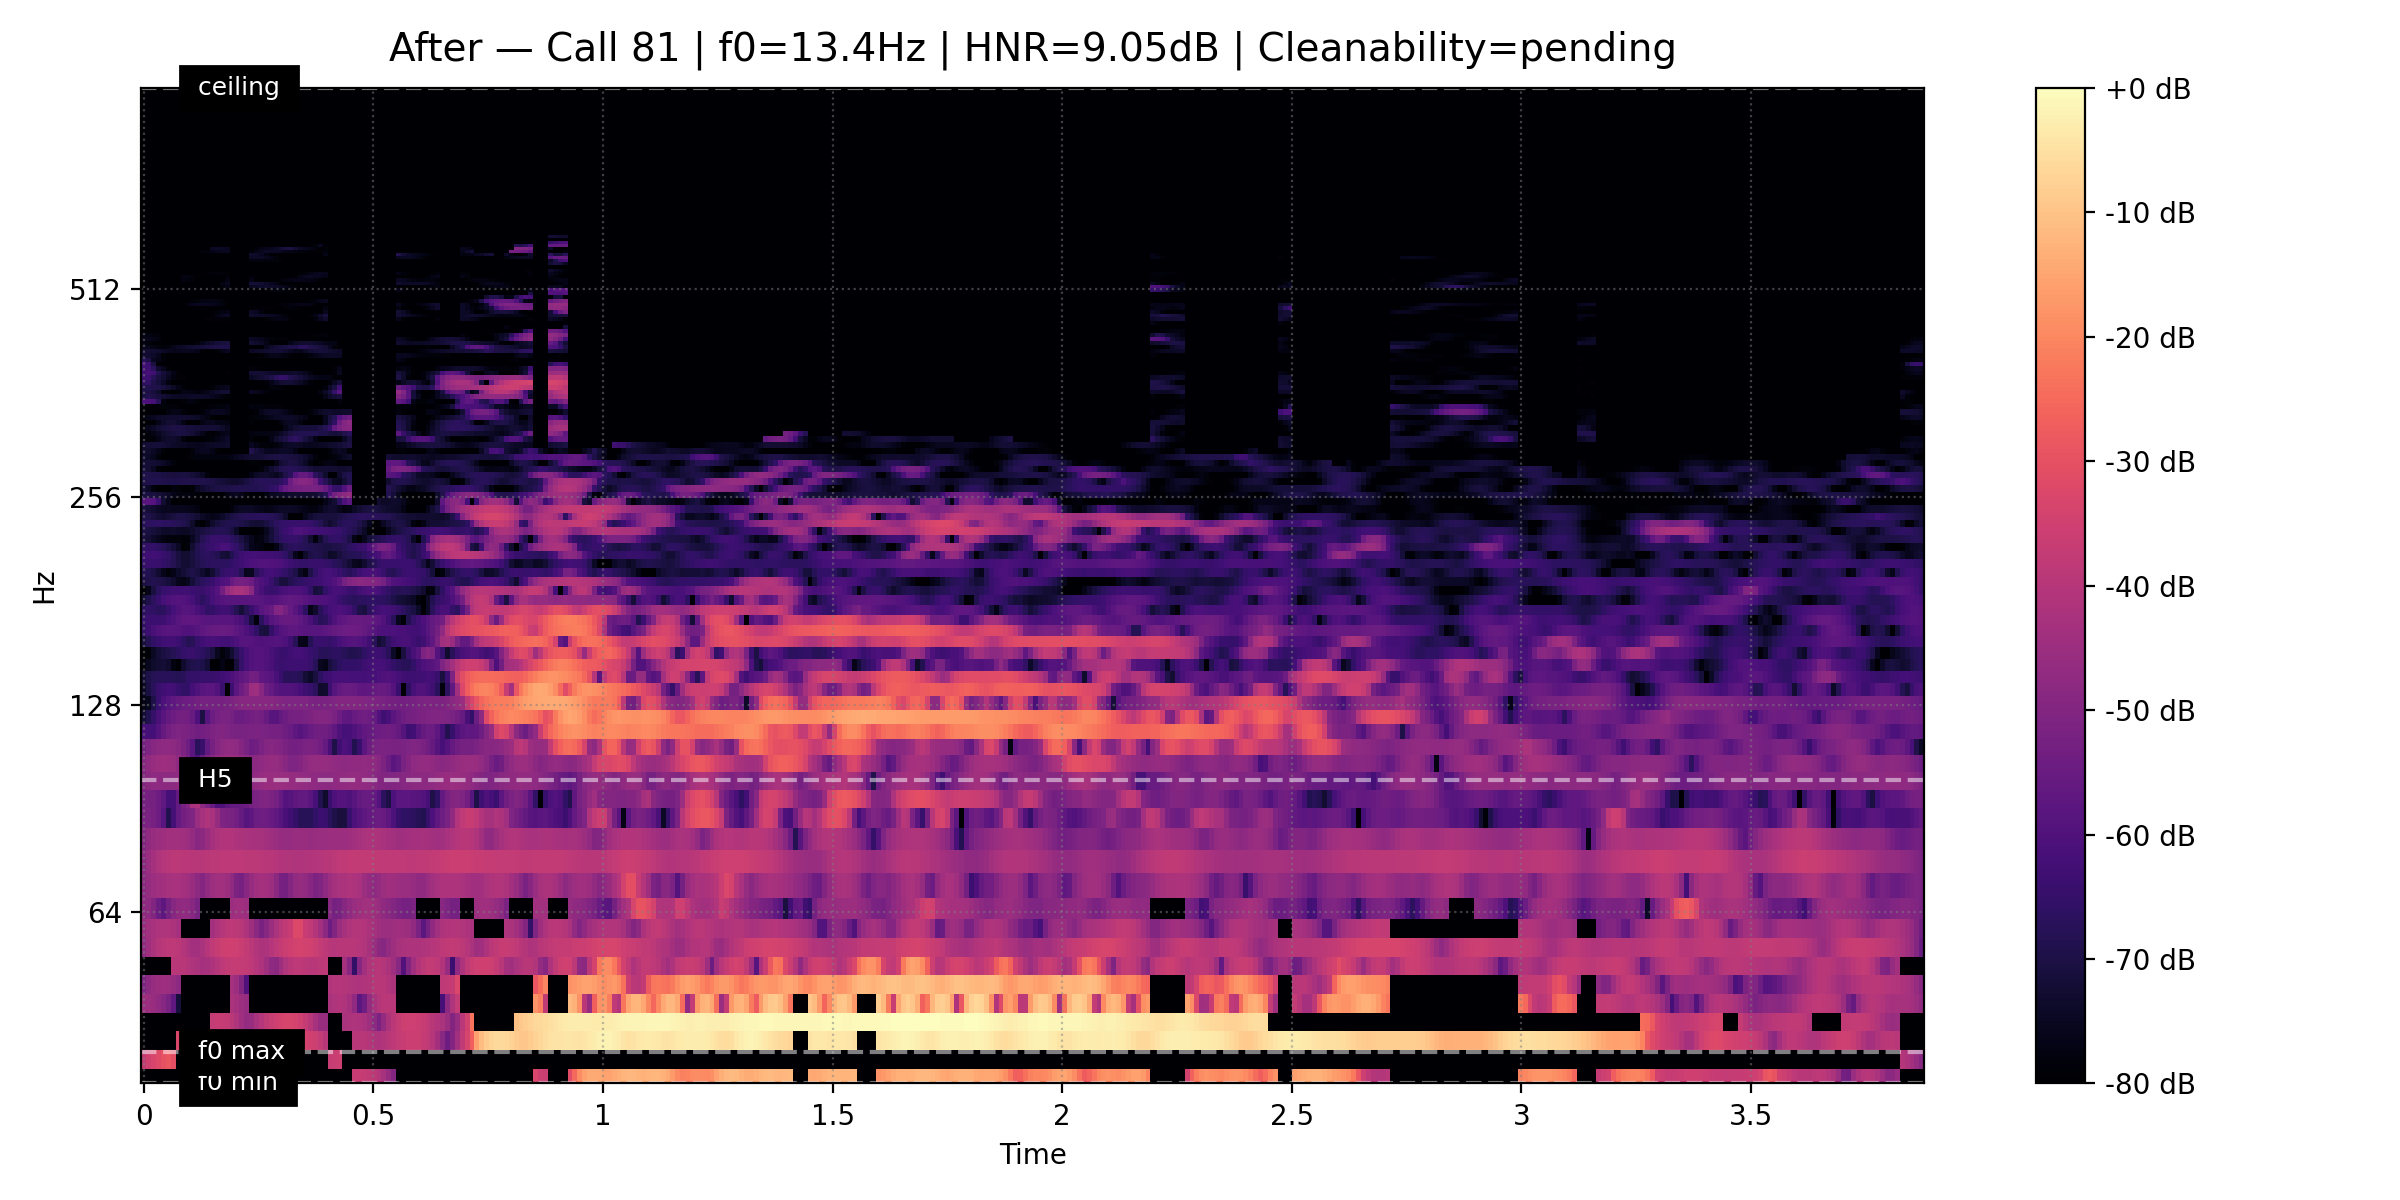 After — Call 81 | f0=13.4Hz | HNR=9.05dB | Cleanability=pending
ceiling
+0 dB
-10 dB
512
-20 dB
-30 dB
256
-40 dB
Hz
-50 dB
128
H5
-60 dB
64
-70 dB
f0 max
f0 min
-80 dB
0 0.5 1 1.5 2 2.5 3 3.5
Time